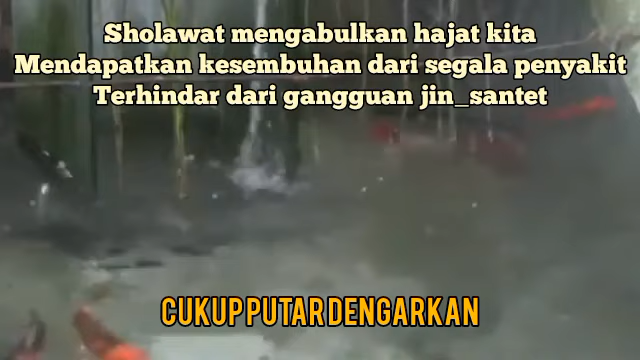 Sholawat mengabulkan hajat kita
Mendapatkan kesembuhan dari segala penyakit
Terhindar dari gangguan jin_santet
CUKUP PUTAR DENGARKAN